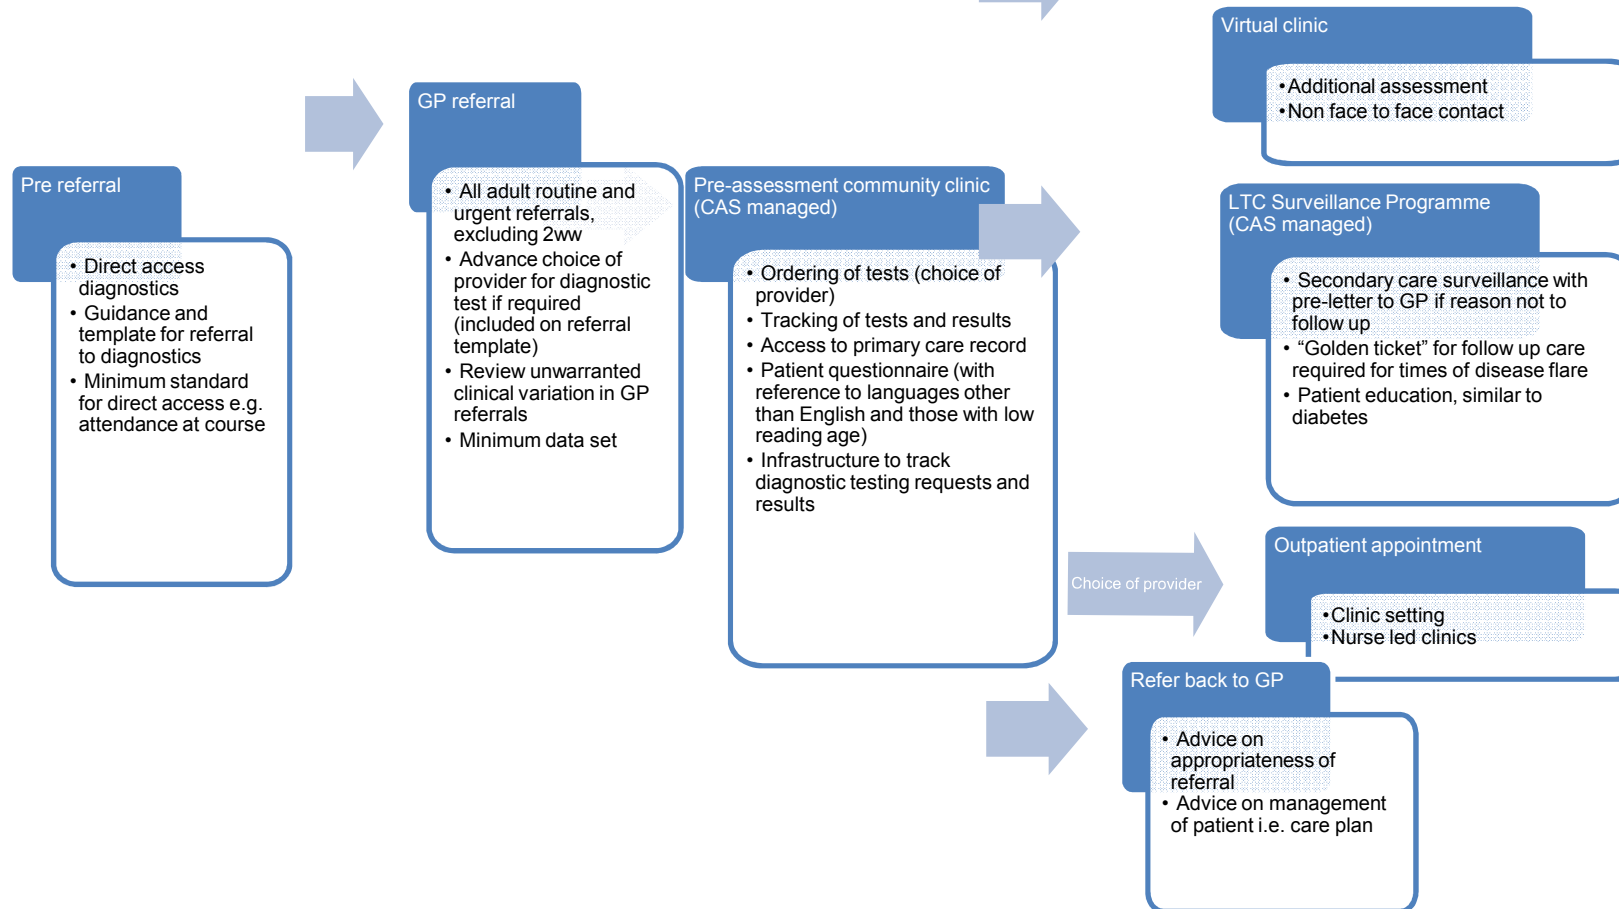 Pre referral
• Direct access
diagnostics
• Guidance and
template for referral
to diagnostics
• Minimum standard
for direct access e.g.
attendance at course
GP referral
• All adult routine and
urgent referrals,
excluding 2ww
• Advance choice of
provider for diagnostic
test if required
(included on referral
template)
• Review unwarranted
clinical variation in GP
referrals
• Minimum data set
Pre-assessment community clinic
(CAS managed)
• Ordering of tests (choice of
provider)
• Tracking of tests and results
• Access to primary care record
• Patient questionnaire (with
reference to languages other
than English and those with low
reading age)
• Infrastructure to track
diagnostic testing requests and
results
Virtual clinic
•Additional assessment
•Non face to face contact
LTC Surveillance Programme
(CAS managed)
• Secondary care surveillance with
pre-letter to GP if reason not to
follow up
• “Golden ticket” for follow up care
required for times of disease flare
• Patient education, similar to
diabetes
Choice of provider
Outpatient appointment
•Clinic setting
•Nurse led clinics
Refer back to GP
• Advice on
appropriateness of
referral
• Advice on management
of patient i.e. care plan